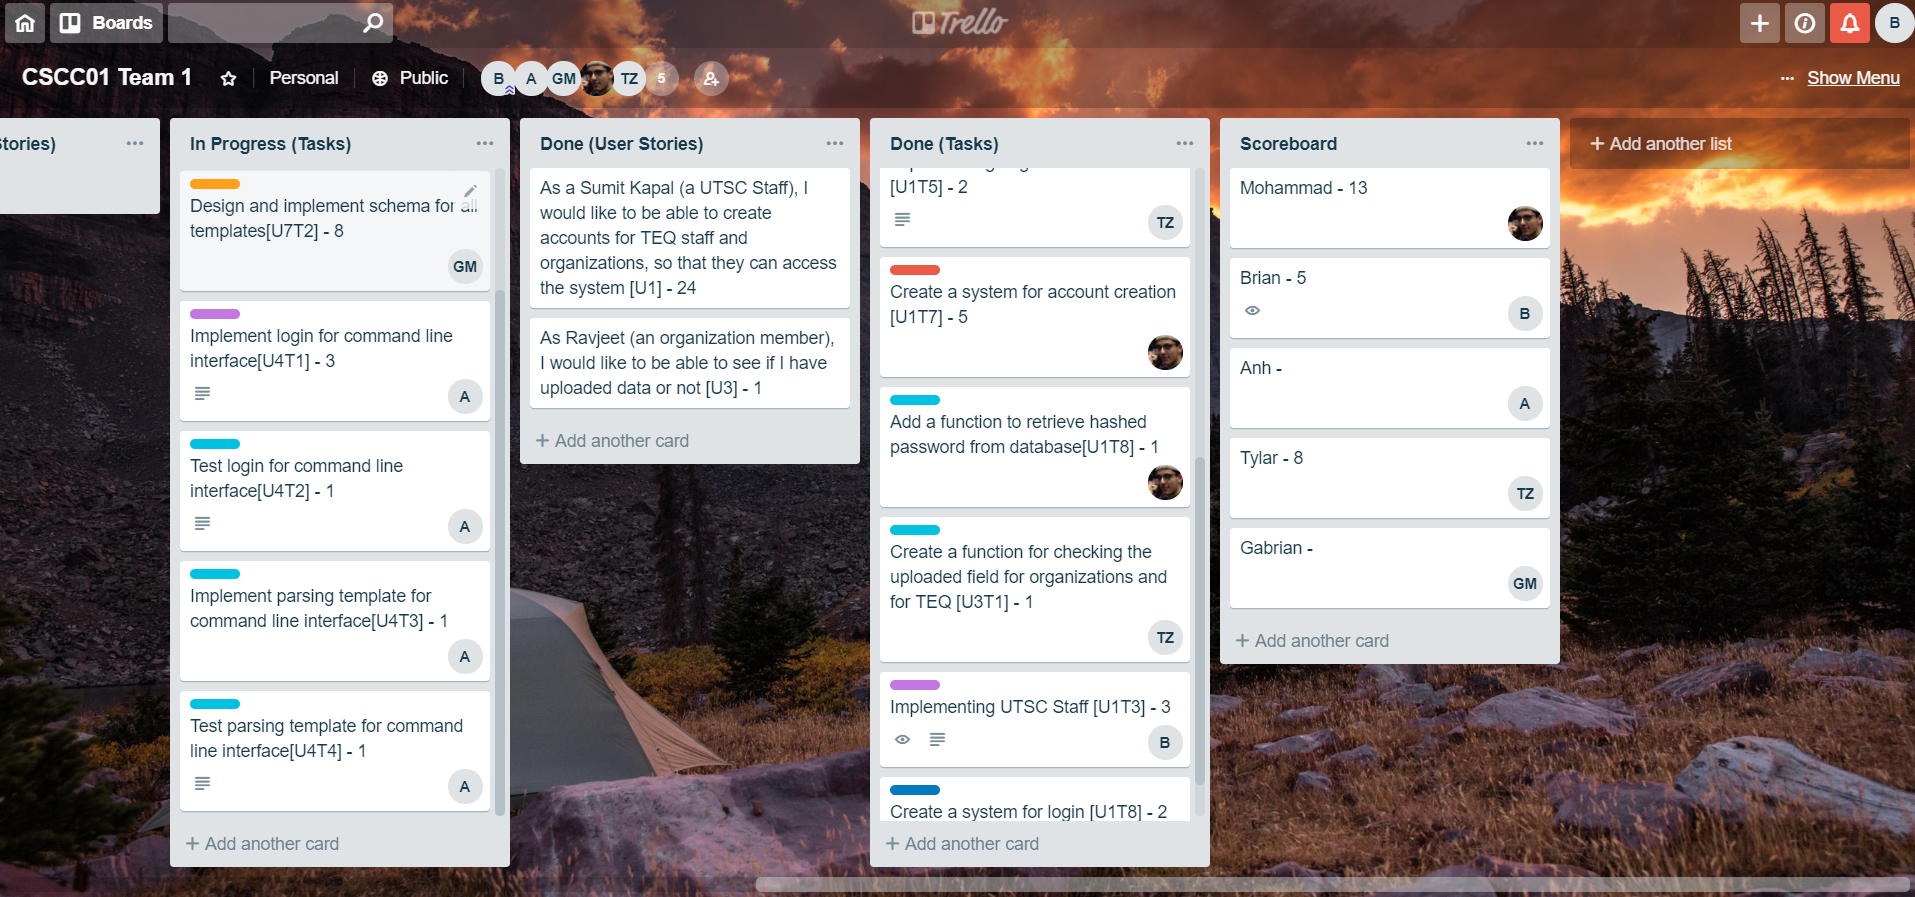 Boards
Trello
B
CSCC01 Team 1
Personal
Public
B
A
GM
TZ
5
Show Menu
Stories)
In Progress (Tasks)
Design and implement schema for all
templates[U7T2] - 8
GM
Implement login for command line
interface[U4T1] - 3
A
Test login for command line
interface[U4T2] - 1
A
Implement parsing template for
command line interface[U4T3] - 1
A
Test parsing template for command
line interface[U4T4] - 1
A
+ Add another card
Done (User Stories)
As a Sumit Kapal (a UTSC Staff), I
would like to be able to create
accounts for TEQ staff and
organizations, so that they can access
the system [U1] - 24
As Ravjeet (an organization member),
I would like to be able to see if I have
uploaded data or not [U3] - 1
+ Add another card
Done (Tasks)
[U1T5] - 2
TZ
Create a system for account creation
[U1T7] - 5
Add a function to retrieve hashed
password from database[U1T8] - 1
Create a function for checking the
uploaded field for organizations and
for TEQ [U3T1] - 1
TZ
Implementing UTSC Staff [U1T3] - 3
B
Create a system for login [U1T8] - 2
+ Add another card
Scoreboard
Mohammad - 13
Brian - 5
B
Anh -
A
Tylar - 8
TZ
Gabrian -
GM
+ Add another card
+ Add another list